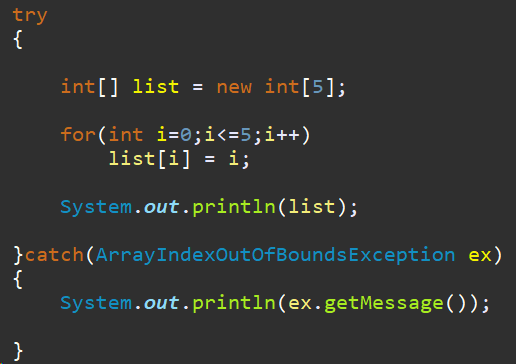 try
{
int[] list = new int[5];
for(int i=0;i<=5;i++)
list[i] = i;
System.out.println(list);
}catch(ArrayIndexOutOfBoundsException ex)
{
System.out.println(ex.getMessage());
}